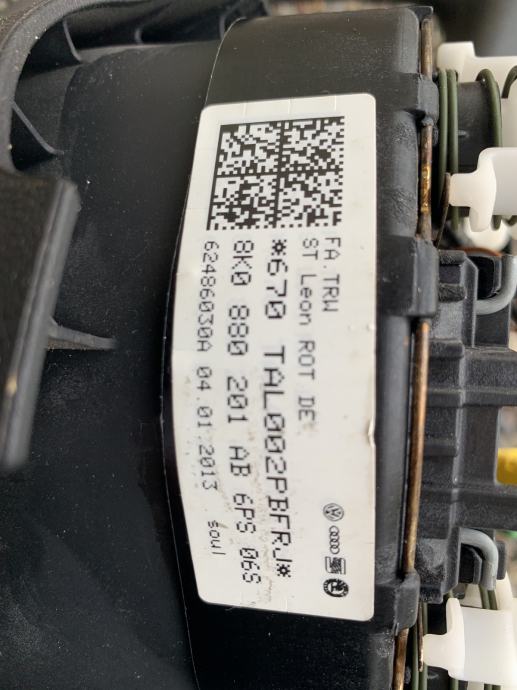 FA.TRW
ST Leon ROT DE
*670 TAL002PBFRJ*
8K0 880 201 AB 6PS 06S
62486030A 04.01.2013 soul